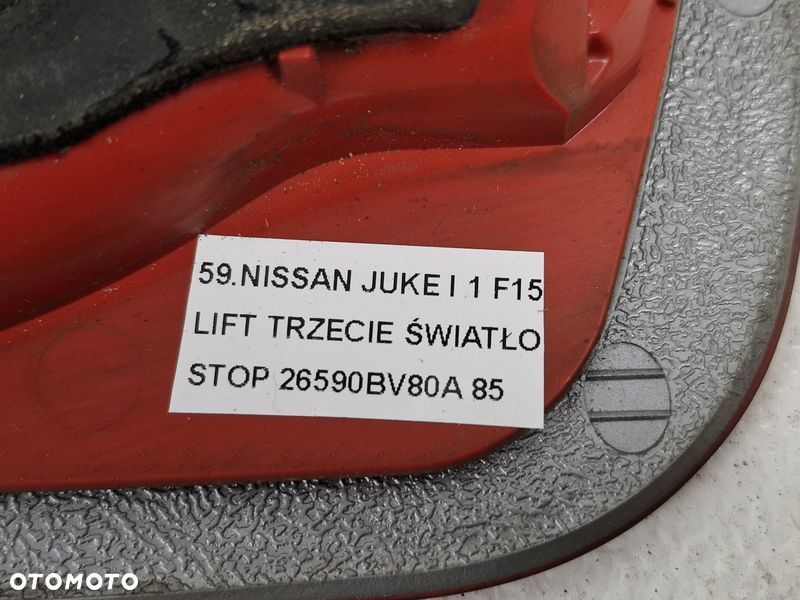 59.NISSAN JUKE I 1 F15
LIFT TRZECIE ŚWIATŁO
STOP 26590BV80A 85
OTOMOTO